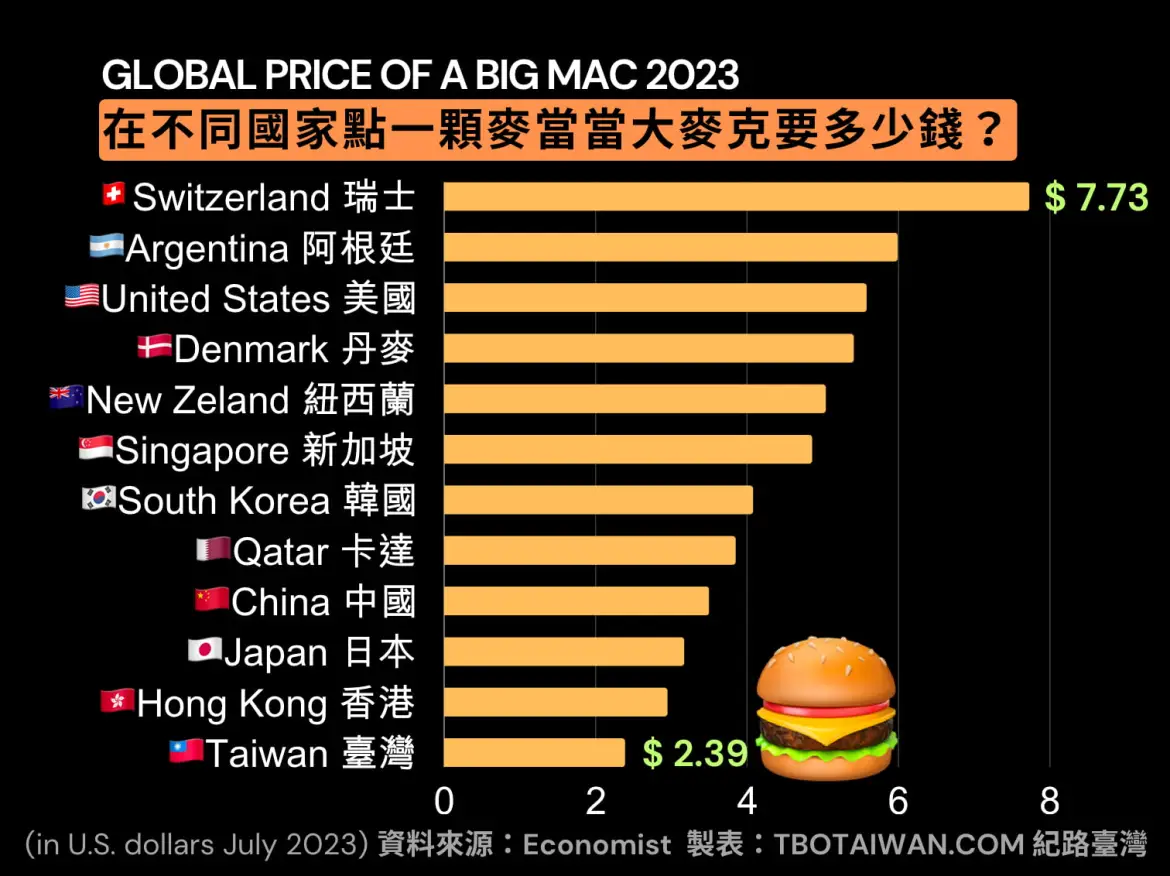 GLOBAL PRICE OF A BIG MAC 2023
在不同國家點一顆麥當當大麥克要多少錢？
Switzerland 瑞士 $ 7.73
Argentina 阿根廷
United States 美國
Denmark 丹麥
New Zeland 紐西蘭
Singapore 新加坡
South Korea 韓國
Qatar 卡達
China 中國
Japan 日本
Hong Kong 香港
Taiwan 臺灣 $ 2.39
0 2 4 6 8
(in U.S. dollars July 2023) 資料來源：Economist 製表：TBOTAIWAN.COM 紀路臺灣